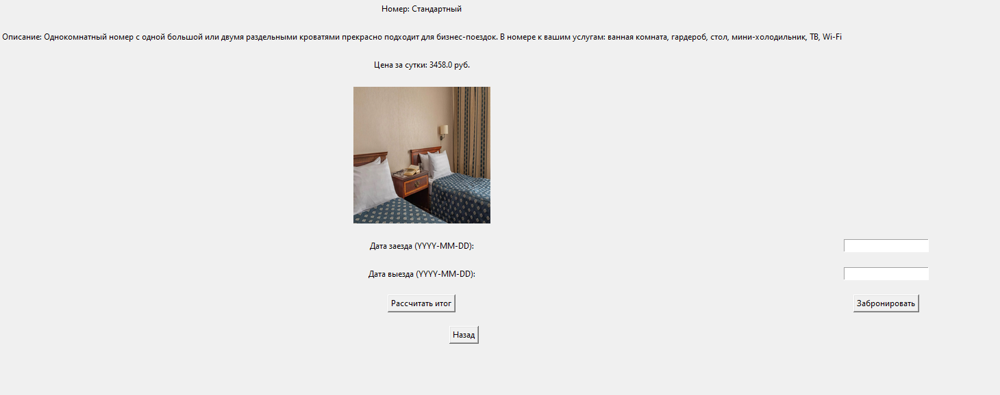 Номер: Стандартный
Описание: Однокомнатный номер с одной большой или двумя раздельными кроватями прекрасно подходит для бизнес-поездок. В номере к вашим услугам: ванная комната, гардероб, стол, мини-холодильник, ТВ, Wi-Fi
Цена за сутки: 3458.0 руб.
Дата заезда (YYYY-MM-DD):
Дата выезда (YYYY-MM-DD):
Рассчитать итог
Забронировать
Назад